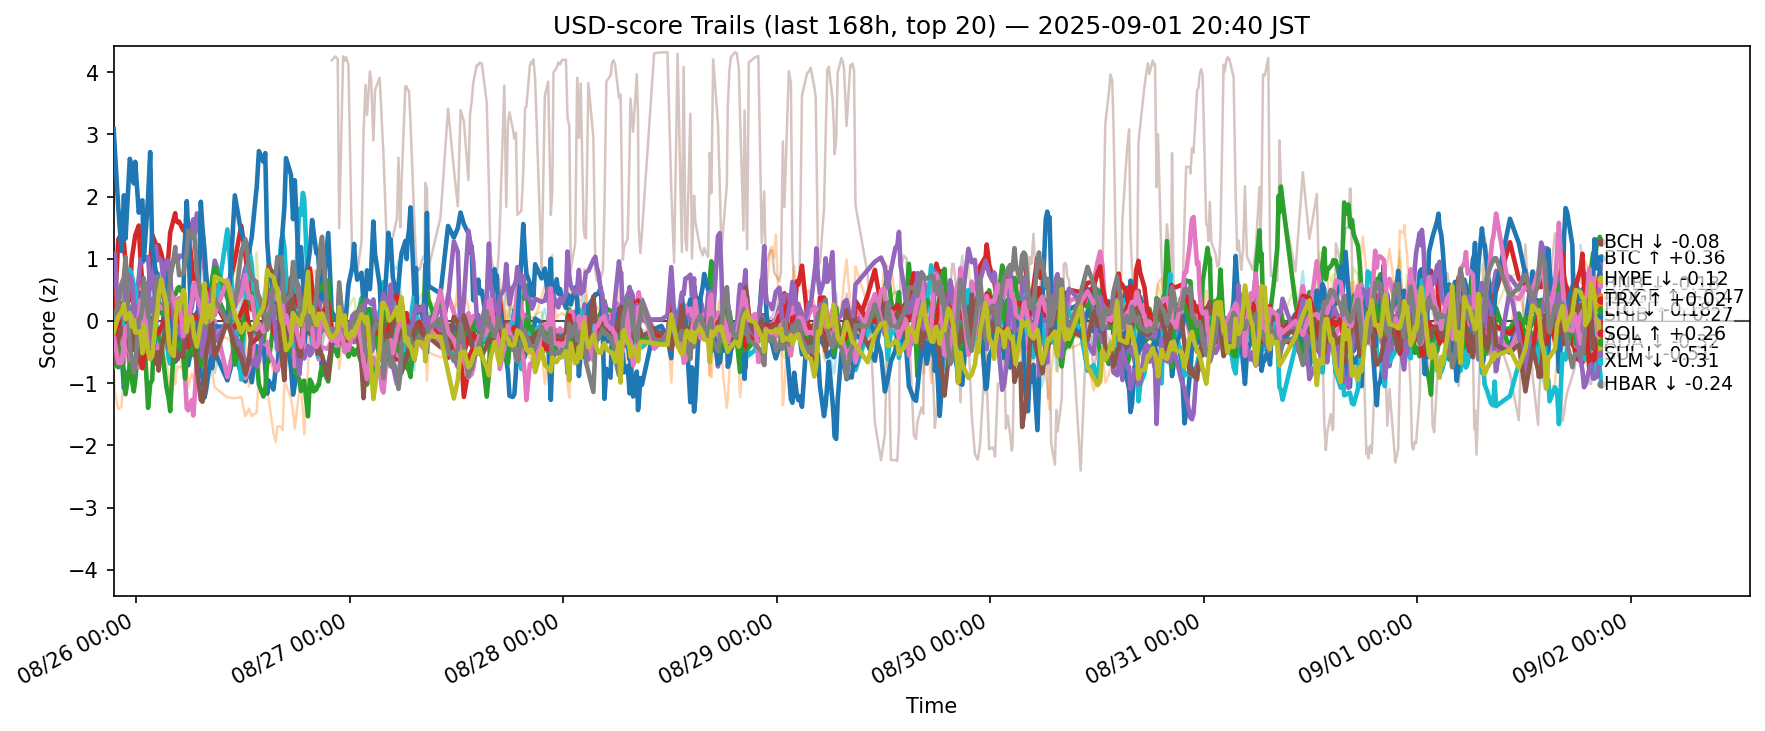 USD-score Trails (last 168h, top 20) — 2025-09-01 20:40 JST
Score (z)
4
3
2
1
0
−1
−2
−3
−4
BCH ↓ -0.08
BTC ↑ +0.36
HYPE ↓ -0.12
TRX ↑ +0.02
SOL ↑ +0.26
XLM ↓ -0.31
HBAR ↓ -0.24
08/26 00:00
08/27 00:00
08/28 00:00
08/29 00:00
08/30 00:00
08/31 00:00
09/01 00:00
09/02 00:00
Time